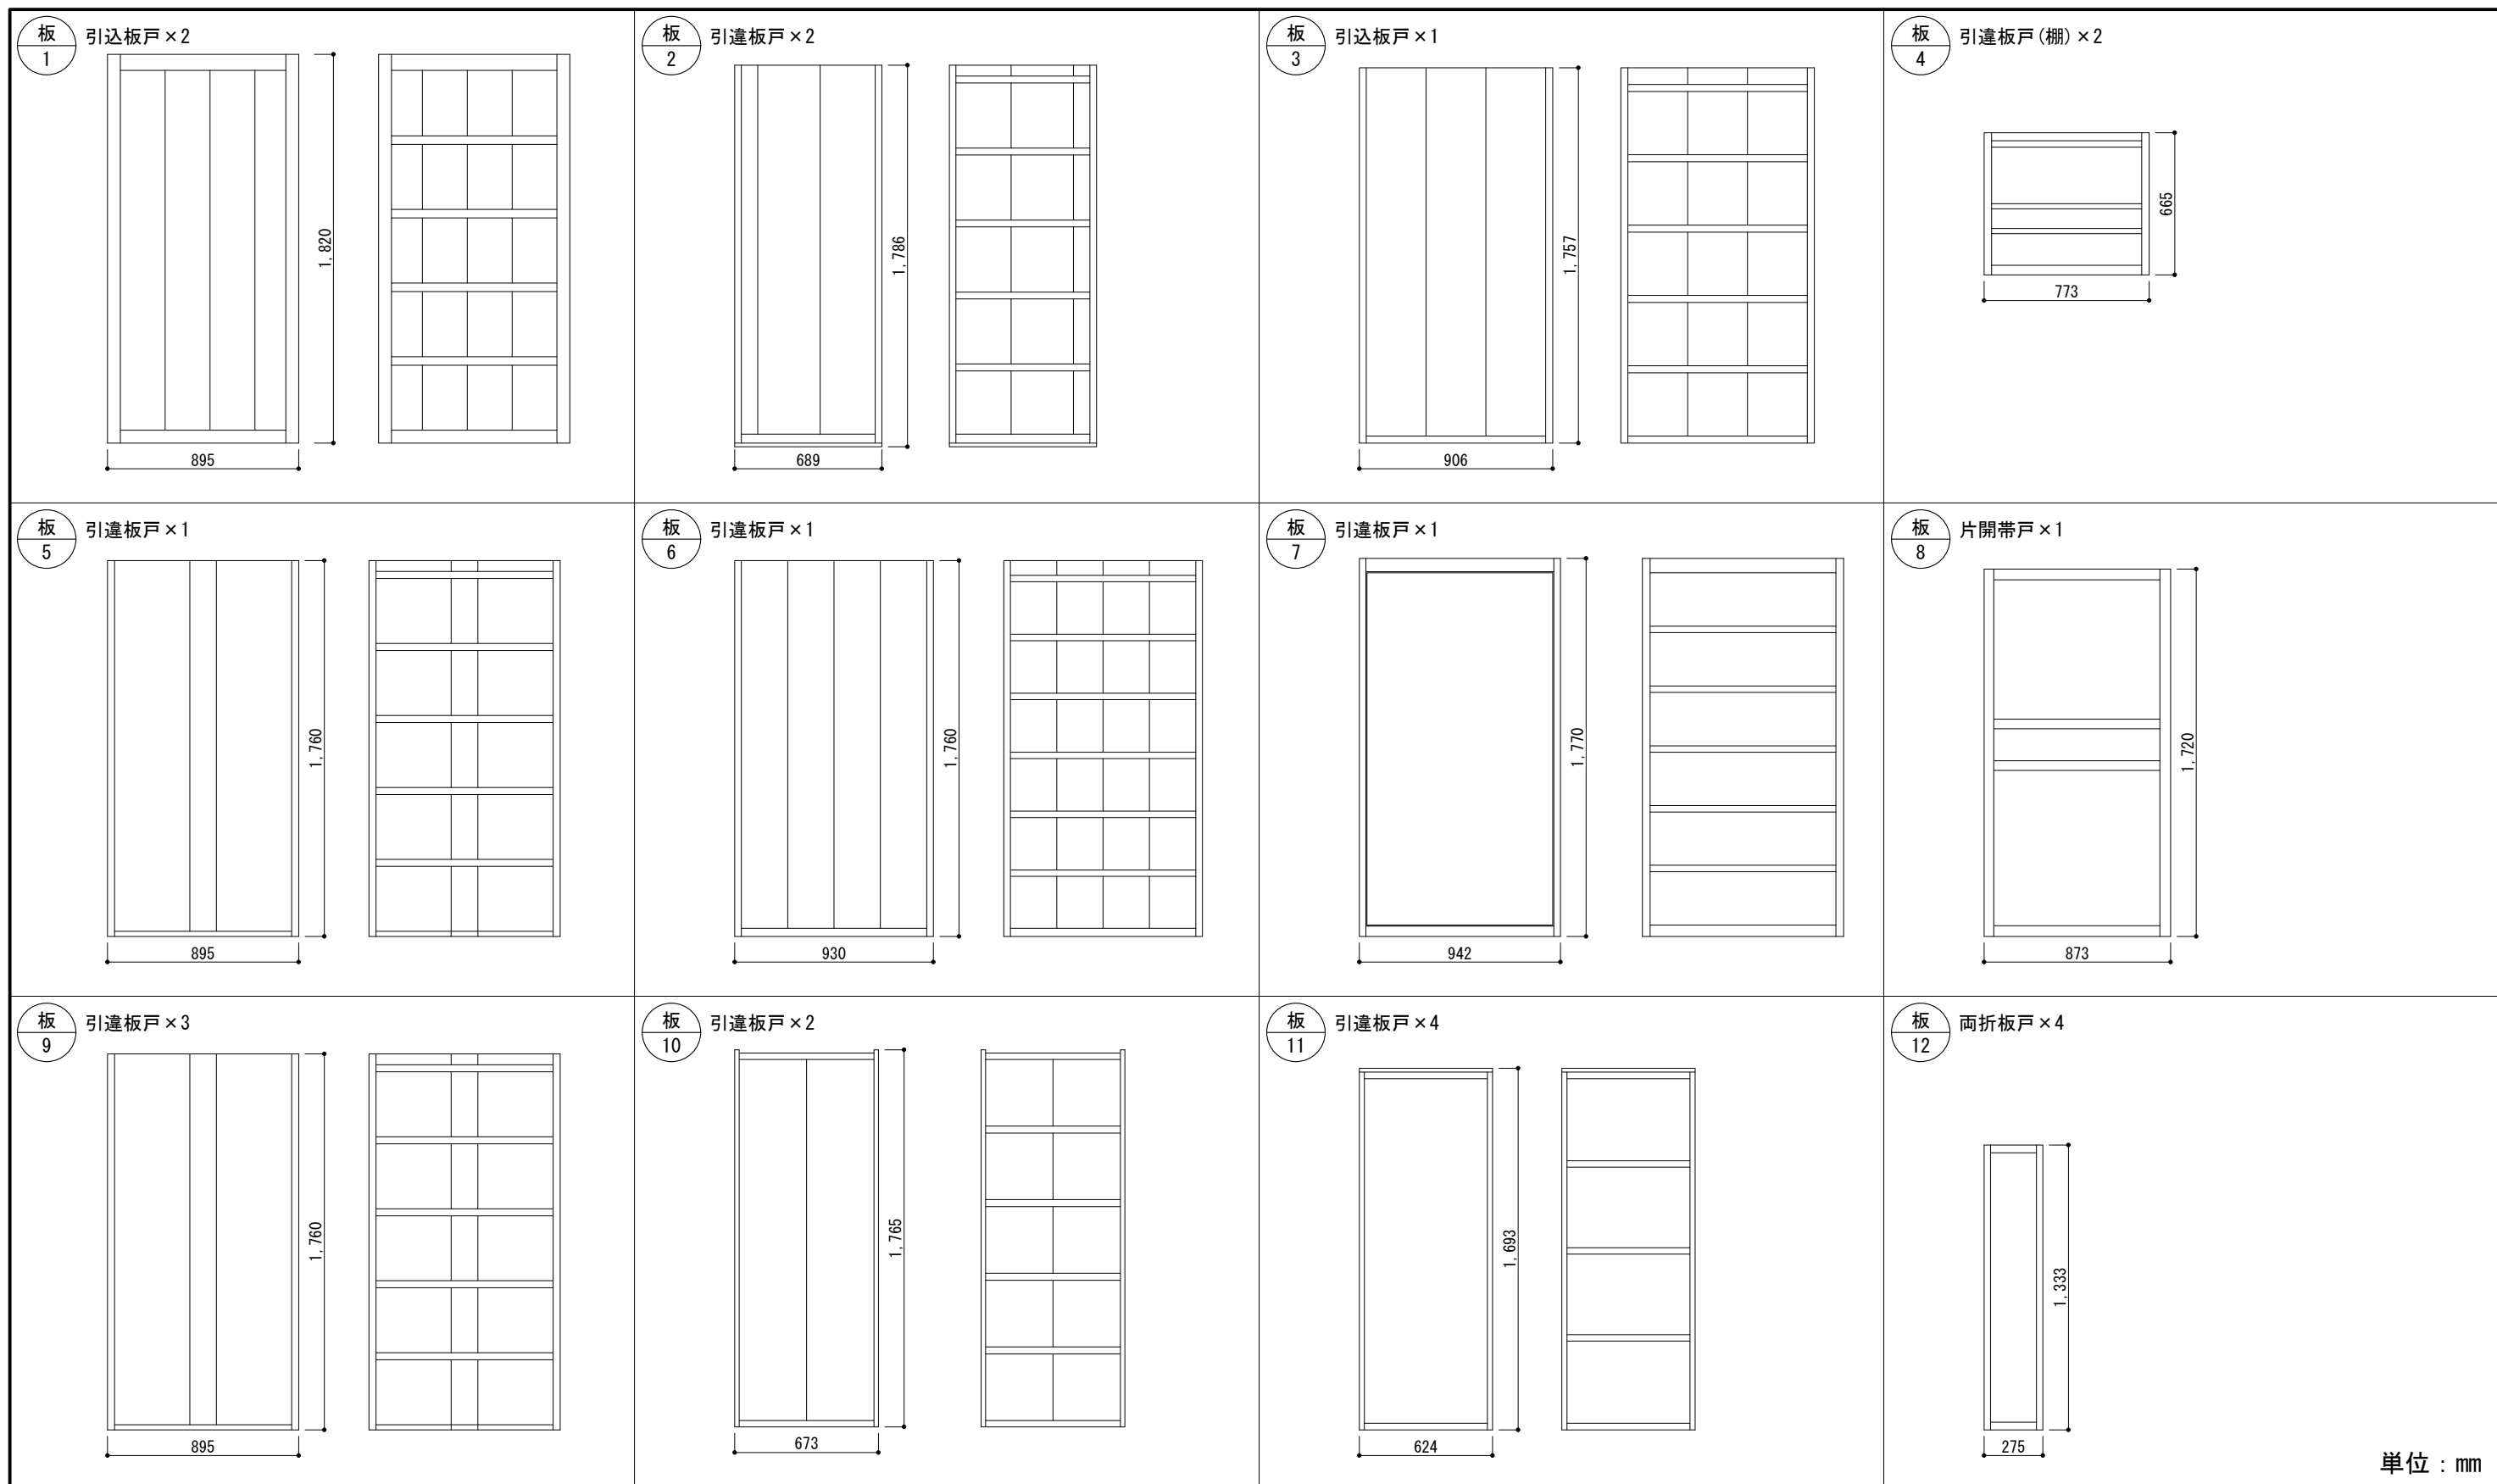 板
1
引込板戸×2
1,820
895
板
2
引違板戸×2
1,786
689
板
3
引込板戸×1
1,757
906
板
4
引違板戸(棚)×2
665
773
板
5
引違板戸×1
1,760
895
板
6
引違板戸×1
1,760
930
板
7
引違板戸×1
1,770
942
板
8
片開帯戸×1
1,720
873
板
9
引違板戸×3
1,760
895
板
10
引違板戸×2
1,765
673
板
11
引違板戸×4
1,693
624
板
12
両折板戸×4
1,333
275
単位：mm